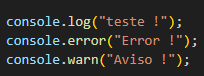 console.log("teste !");
console.error("Error !");
console.warn("Aviso !");